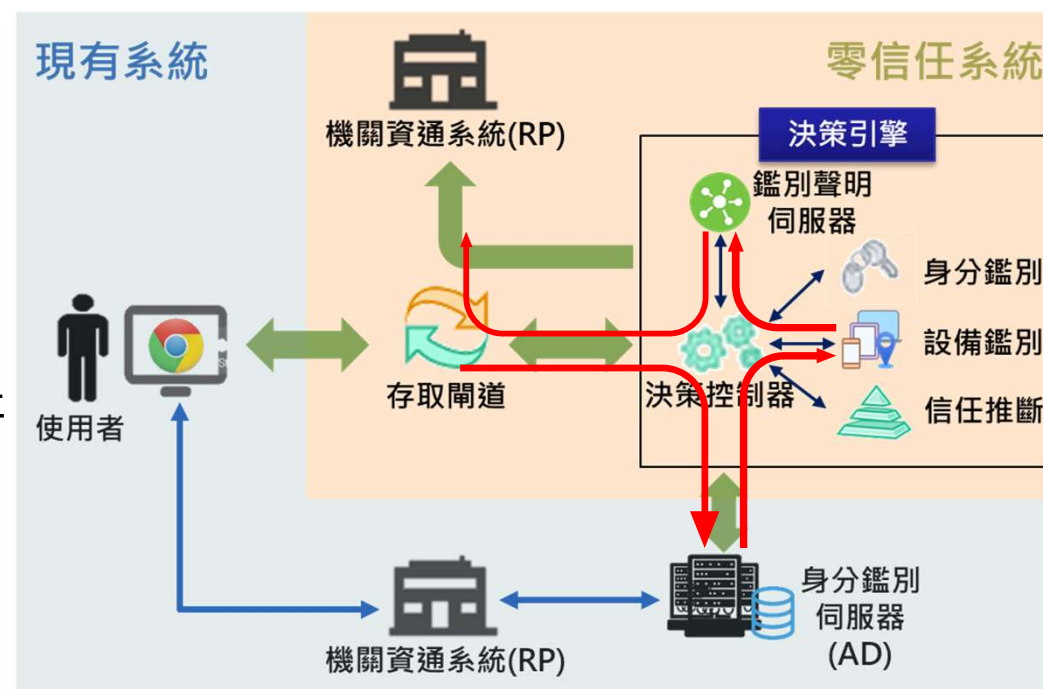 現有系統
零信任系統
機關資通系統(RP)
決策引擎
鑑別聲明
伺服器
身分鑑別
設備鑑別
信任推斷
決策控制器
存取閘道
使用者
身分鑑別
伺服器
(AD)
機關資通系統(RP)